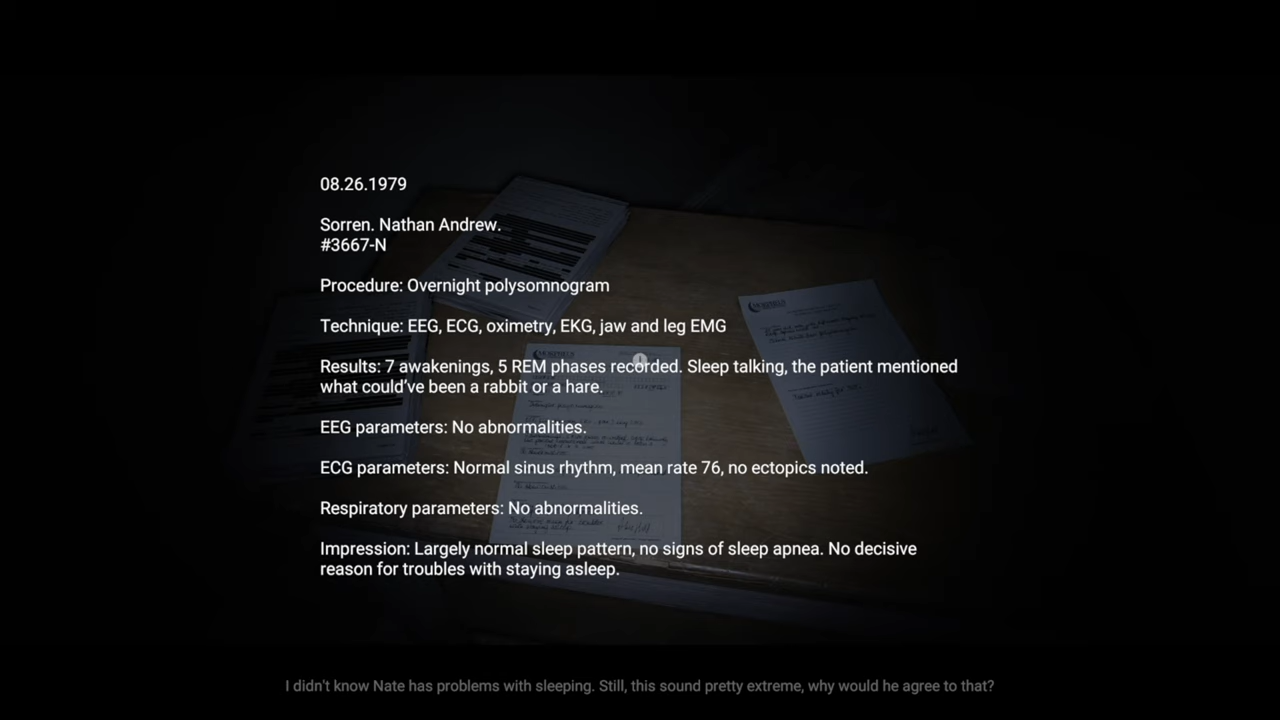 08.26.1979
Sorren. Nathan Andrew.
#3667-N
Procedure: Overnight polysomnogram
Technique: EEG, ECG, oximetry, EKG, jaw and leg EMG
Results: 7 awakenings, 5 REM phases recorded. Sleep talking, the patient mentioned
what could've been a rabbit or a hare.
EEG parameters: No abnormalities.
ECG parameters: Normal sinus rhythm, mean rate 76, no ectopics noted.
Respiratory parameters: No abnormalities.
Impression: Largely normal sleep pattern, no signs of sleep apnea. No decisive
reason for troubles with staying asleep.
I didn't know Nate has problems with sleeping. Still, this sound pretty extreme, why would he agree to that?